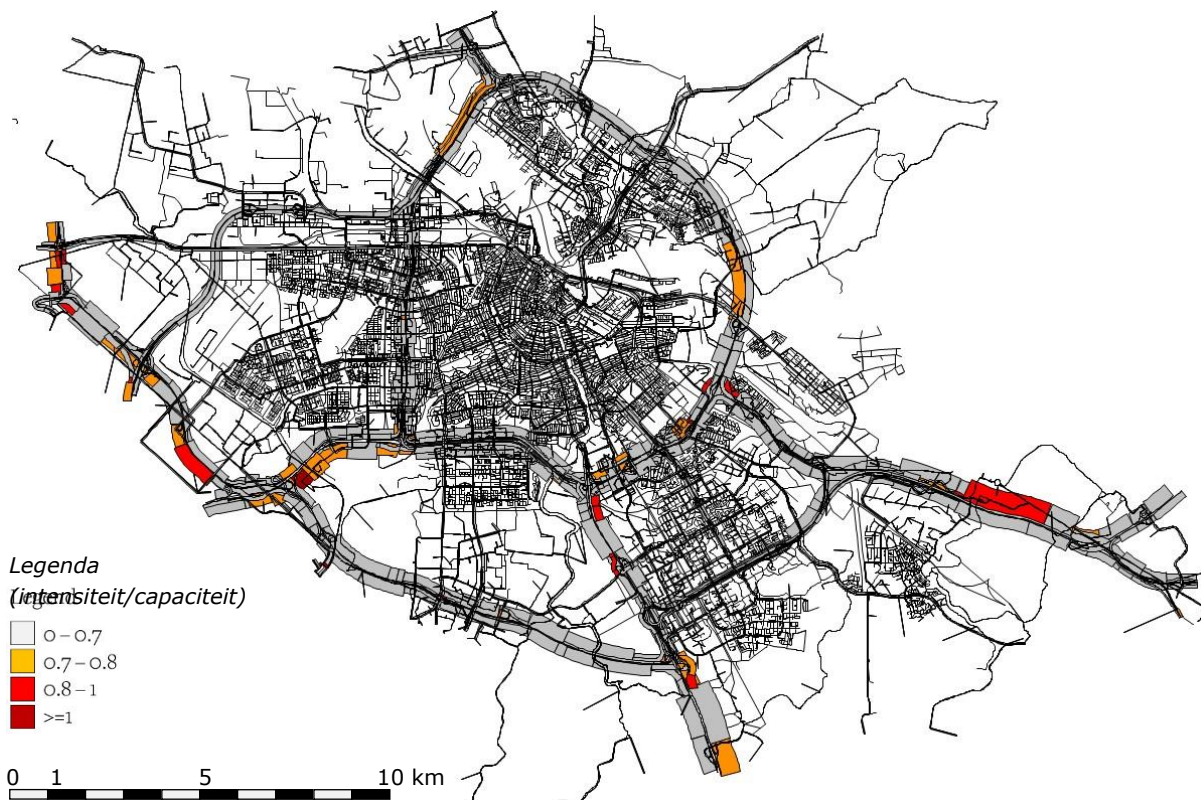 Legenda
(intensiteit/capaciteit)
0 – 0.7
0.7 – 0.8
0.8 – 1
>=1
0 1 5 10 km